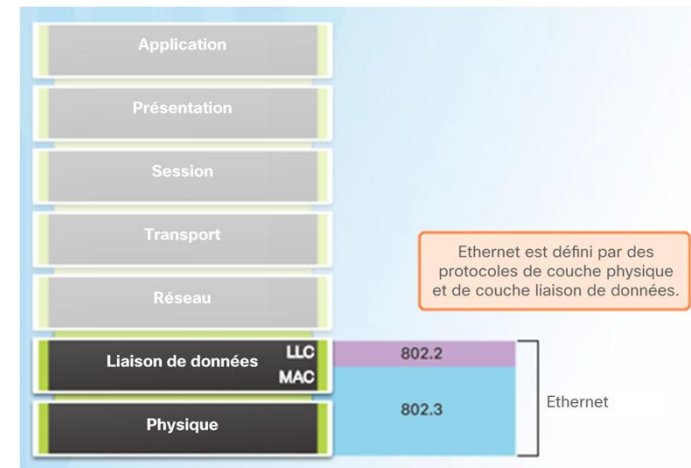 Application
Présentation
Session
Transport
Réseau
Ethernet est défini par des
protocoles de couche physique
et de couche liaison de données.
Liaison de données
LLC
MAC
802.2
Physique
802.3
Ethernet